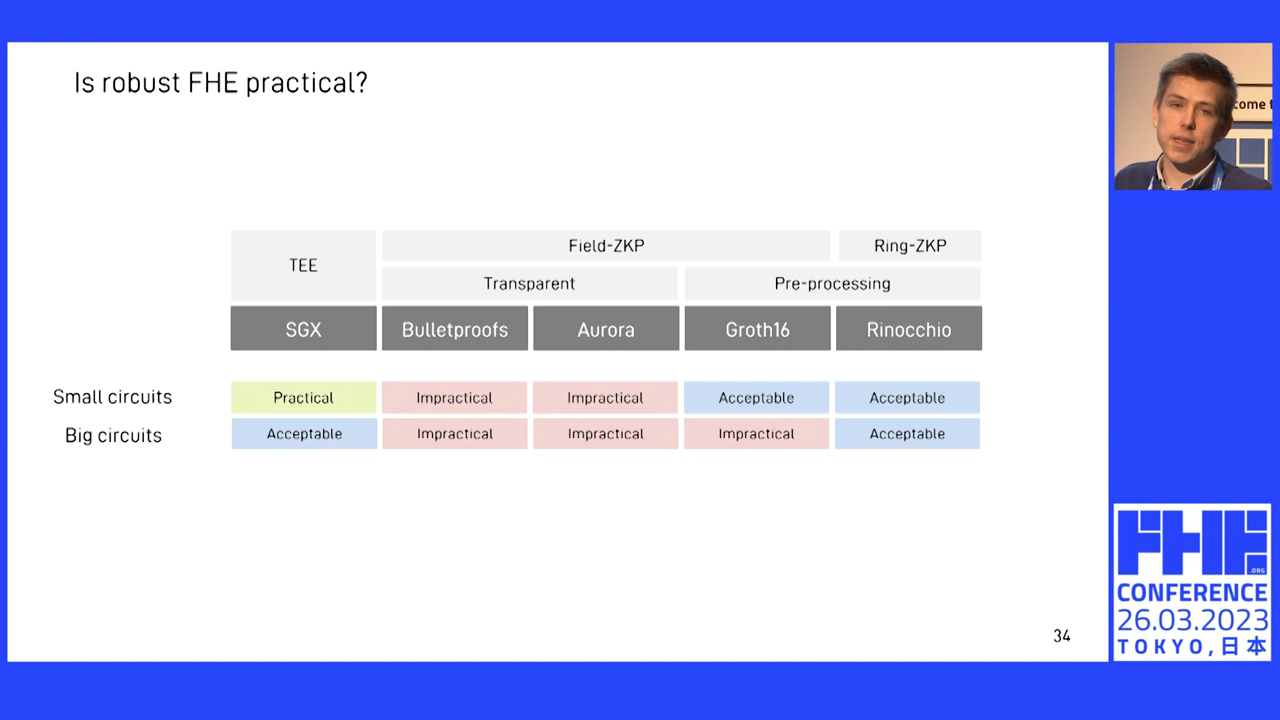 Is robust FHE practical?
come t
TEE
Field-ZKP
Ring-ZKP
Transparent
Pre-processing
SGX
Bulletproofs
Aurora
Groth16
Rinocchio
Small circuits
Practical
Impractical
Impractical
Acceptable
Acceptable
Big circuits
Acceptable
Impractical
Impractical
Impractical
Acceptable
34
FHE
.ORG
CONFERENCE
26.03.2023
TOKYO,日本